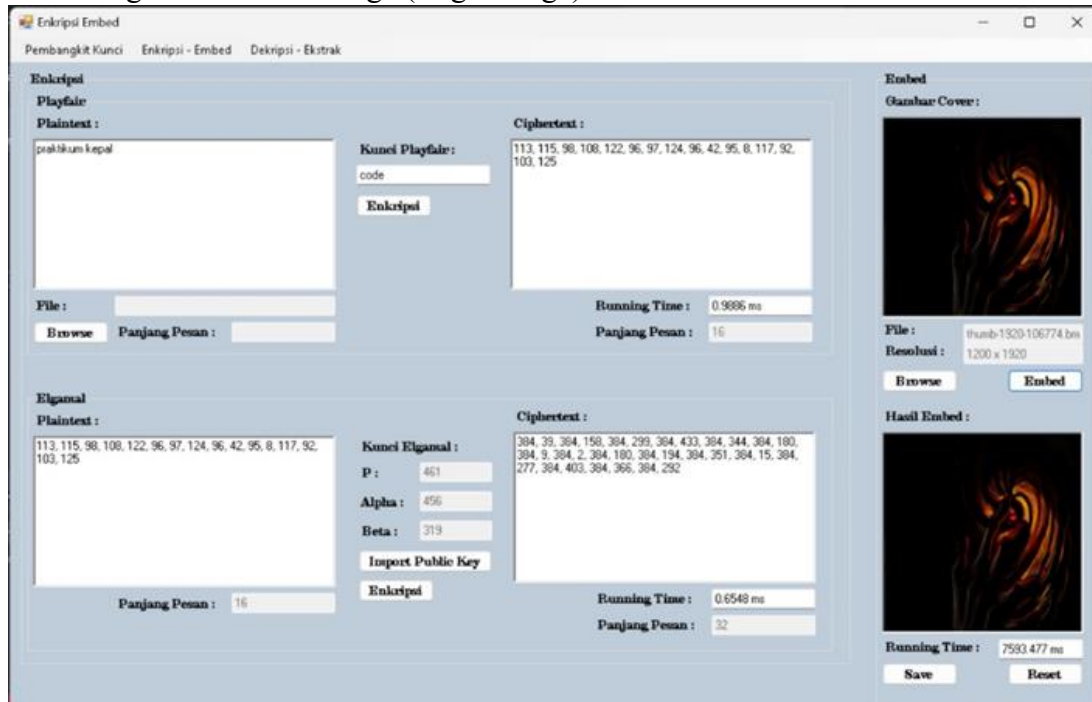 Enkripsi Embed
Pembangkit Kunci Enkripsi - Embed Dekripsi - Ekstrak
Enkripsi
Playfair
Plaintext :
praktikum kepal
Kunci Playfair :
code
Enkripsi
Ciphertext :
113, 115, 98, 108, 122, 96, 97, 124, 96, 42, 95, 8, 117, 92,
103, 125
File :
Browse
Panjang Pesan :
Running Time : 0.9886 ms
Panjang Pesan : 16
Elgamal
Plaintext :
113, 115, 98, 108, 122, 96, 97, 124, 96, 42, 95, 8, 117, 92,
103, 125
Panjang Pesan : 16
Kunci Elgamal :
P : 461
Alpha : 456
Beta : 319
Import Public Key
Enkripsi
Ciphertext :
384, 39, 384, 158, 384, 299, 384, 433, 384, 344, 384, 180,
384, 9, 384, 2, 384, 180, 384, 194, 384, 351, 384, 15, 384,
277, 384, 403, 384, 366, 384, 292
Running Time : 0.6548 ms
Panjang Pesan : 32
Embed
Gambar Cover :
File : thumb-1920-106774.bm
Resolusi : 1200 x 1920
Browse Embed
Hasil Embed :
Running Time : 7593.477 ms
Save Reset